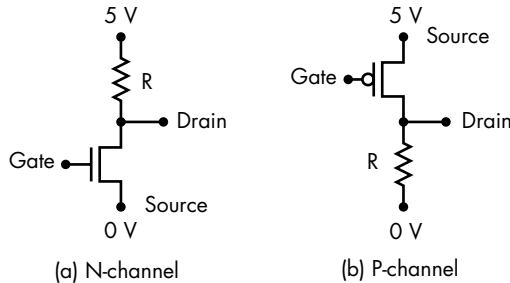 5 V
R
Drain
Gate
Source
0 V
(a) N-channel
5 V
Source
Gate
Drain
R
0 V
(b) P-channel